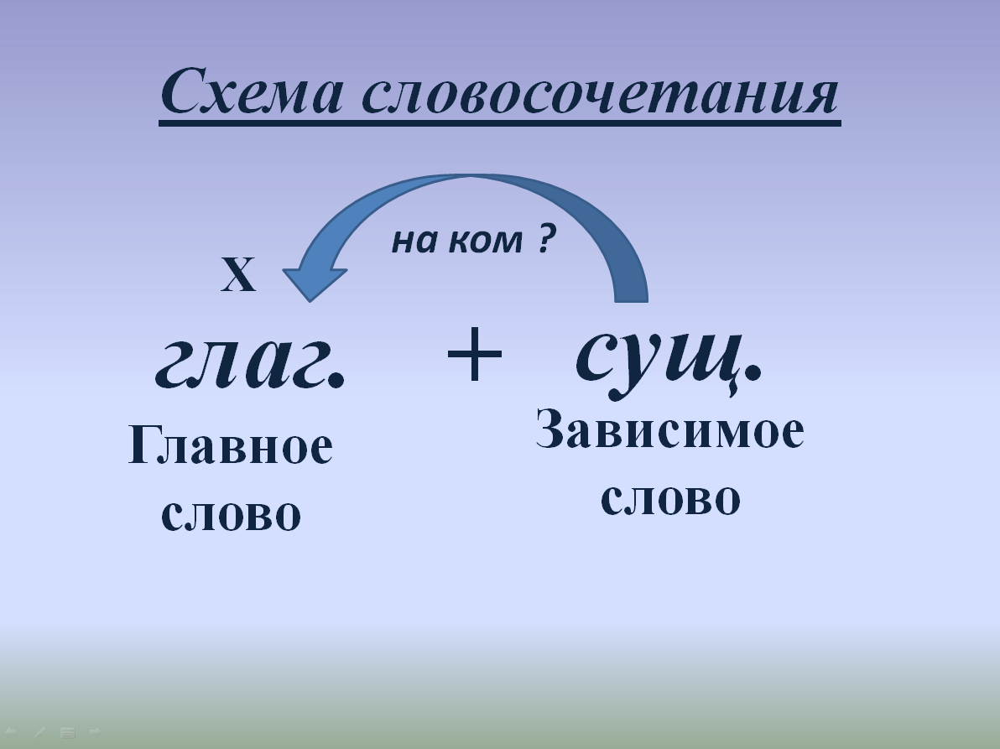 Схема словосочетания
на ком ?
Х
глаг. + сущ.
Главное слово
Зависимое слово